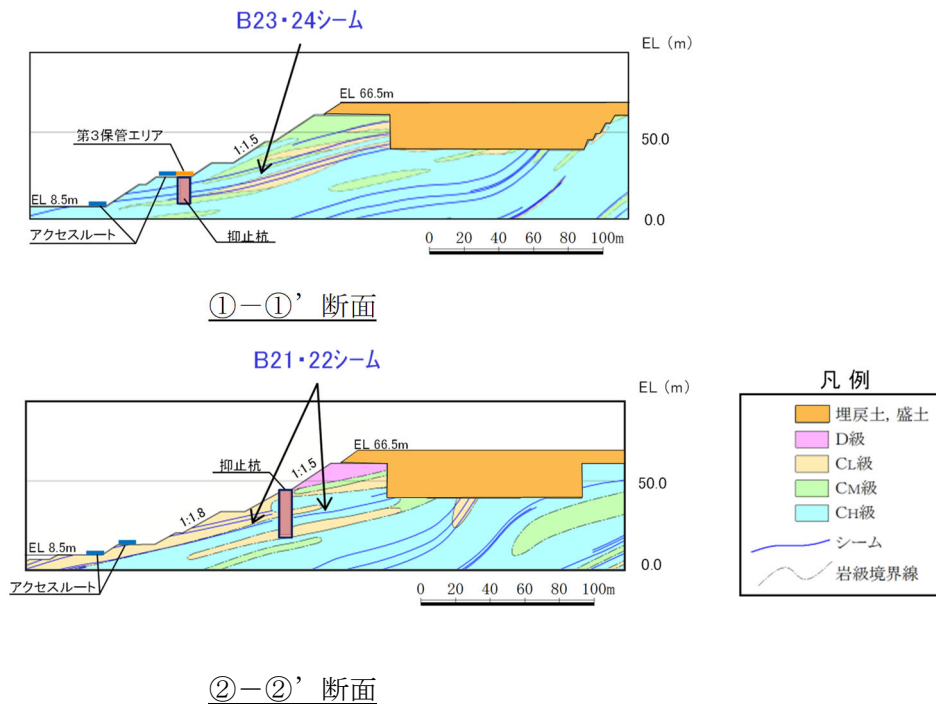 B23・24シーム
EL (m)
EL 66.5m
50.0
第3保管エリア
1:1.5
EL 8.5m
0.0
アクセスルート
抑止杭
0 20 40 60 80 100m
①－①’断面
B21・22シーム
EL (m)
EL 66.5m
抑止杭
1:1.5
50.0
1:1.8
EL 8.5m
0.0
アクセスルート
0 20 40 60 80 100m
②－②’断面
凡 例
埋戻土, 盛土
D級
CL級
CM級
CH級
シーム
岩級境界線